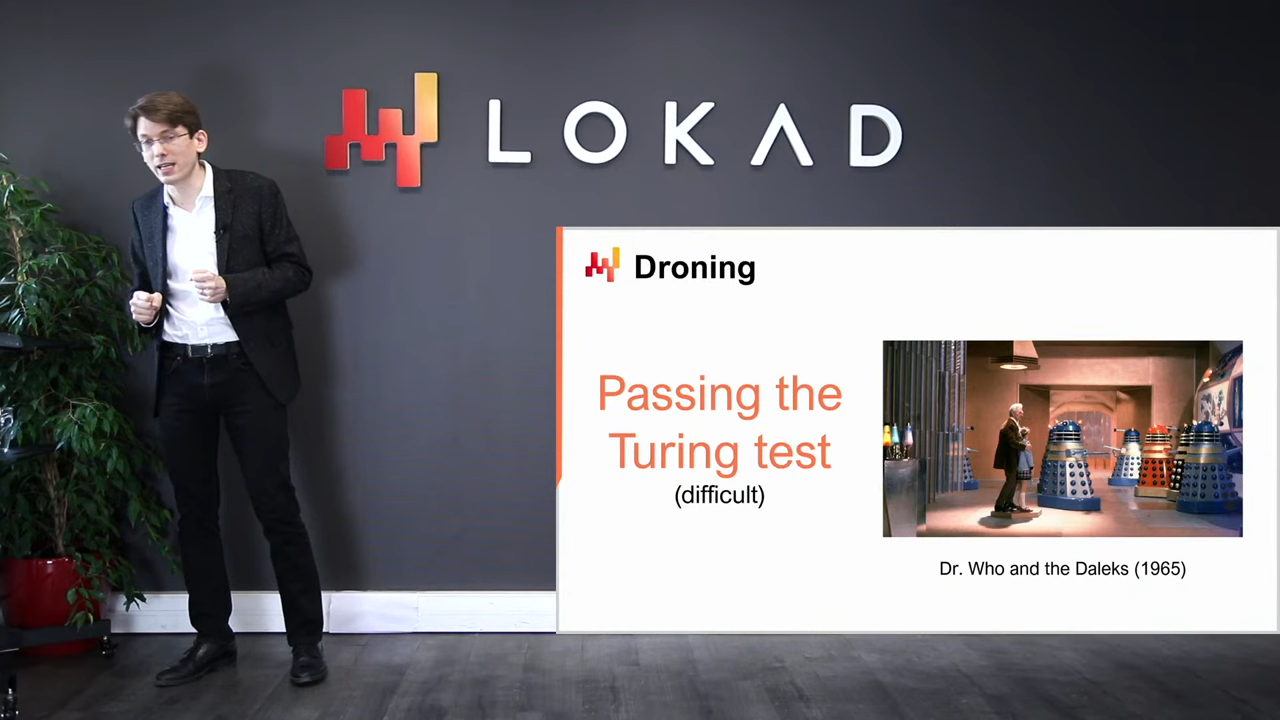 LOKAD
Droning
Passing the
Turing test
(difficult)
Dr. Who and the Daleks (1965)